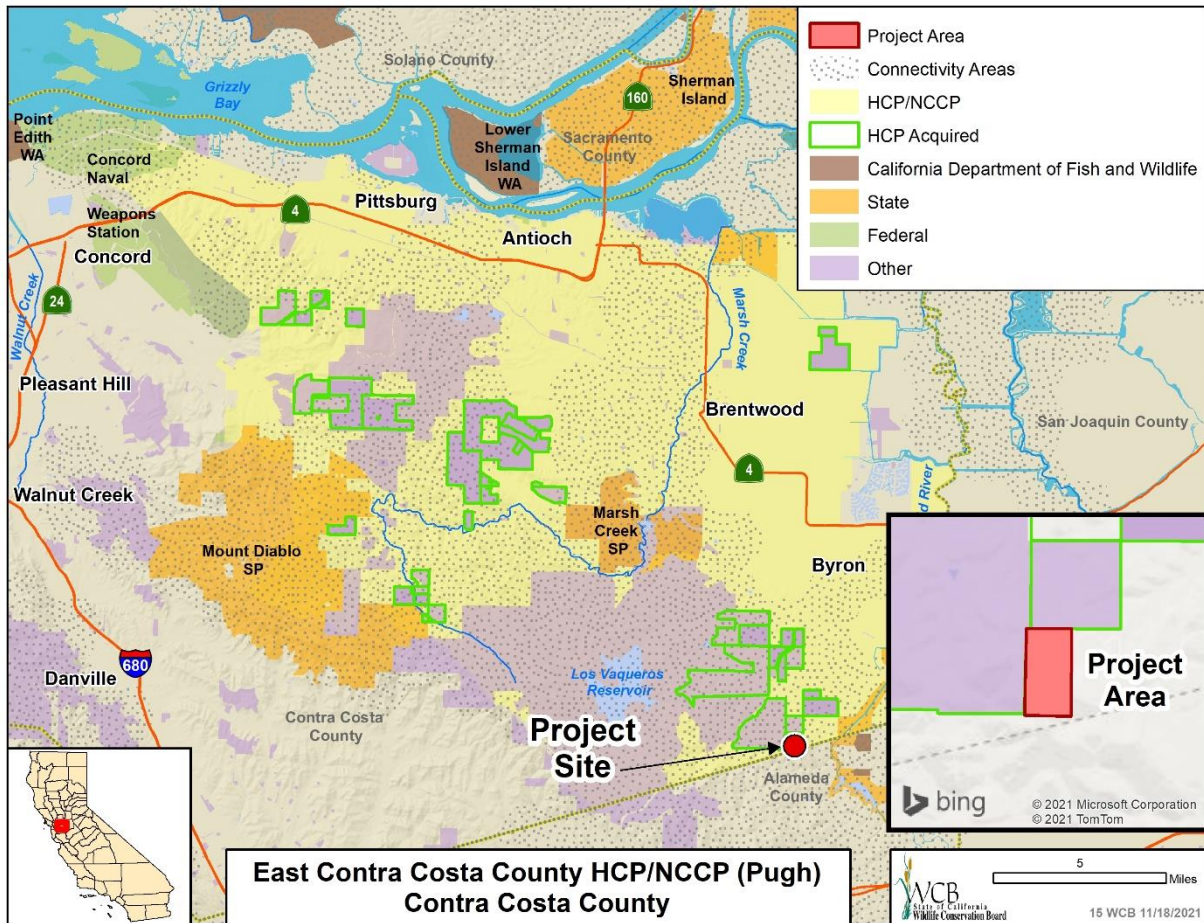 Solano County
Grizzly
Bay
Point
Edith
WA
Concord
Naval
Weapons
Station
Concord
Pittsburg
Antioch
Lower
Sherman
Island
WA
Sherman
Island
Sacramento
County
160
4
24
Walnut Creek
Pleasant Hill
Marsh Creek
Brentwood
San Joaquin County
4
Walnut Creek
Mount Diablo
SP
Marsh
Creek
SP
Byron
680
Danville
Los Vaqueros
Reservoir
Contra Costa
County
Project
Site
Alameda
County
Project Area
Connectivity Areas
HCP/NCCP
HCP Acquired
California Department of Fish and Wildlife
State
Federal
Other
Project
Area
bing
© 2021 Microsoft Corporation
© 2021 TomTom
East Contra Costa County HCP/NCCP (Pugh)
Contra Costa County
WCB
State of California
Wildlife Conservation Board
5
Miles
15 WCB 11/18/2021